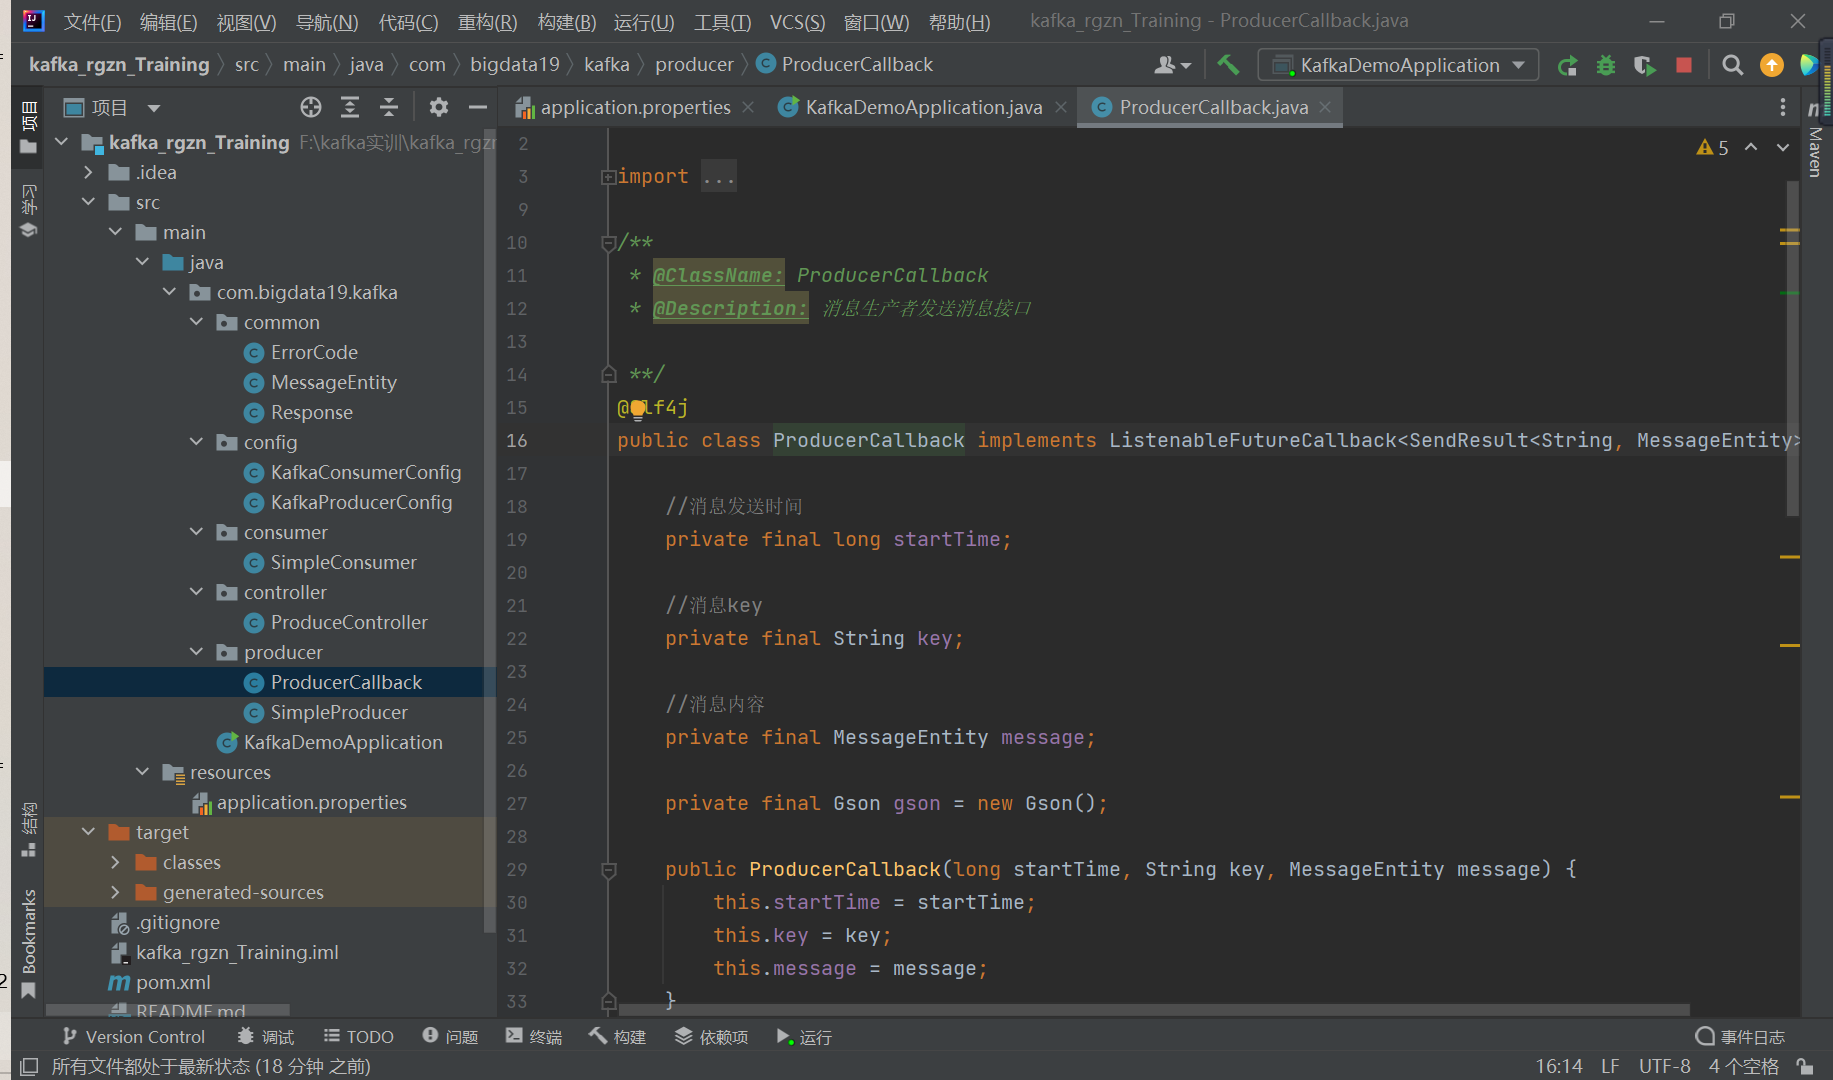 文件(F) 编辑(E) 视图(V) 导航(N) 代码(C) 重构(R) 构建(B) 运行(U) 工具(T) VCS(S) 窗口(W) 帮助(H) kafka_rgzn_Training - ProducerCallback.java
kafka_rgzn_Training src main java com bigdata19 kafka producer ProducerCallback
KafkaDemoApplication
项目
学习
结构
Bookmarks
项目
kafka_rgzn_Training F:\kafka实训\kafka_rgzn
.idea
src
main
java
com.bigdata19.kafka
common
ErrorCode
MessageEntity
Response
config
KafkaConsumerConfig
KafkaProducerConfig
consumer
SimpleConsumer
controller
ProduceController
producer
ProducerCallback
SimpleProducer
KafkaDemoApplication
resources
application.properties
target
classes
generated-sources
.gitignore
kafka_rgzn_Training.iml
pom.xml
README.md
application.properties KafkaDemoApplication.java ProducerCallback.java
5
Maven
2
3 import ...
9
10 /**
11 * @ClassName: ProducerCallback
12 * @Description: 消息生产者发送消息接口
13
14 **/
15 @Slf4j
16 public class ProducerCallback implements ListenableFutureCallback<SendResult<String, MessageEntity>
17
18 //消息发送时间
19 private final long startTime;
20
21 //消息key
22 private final String key;
23
24 //消息内容
25 private final MessageEntity message;
26
27 private final Gson gson = new Gson();
28
29 public ProducerCallback(long startTime, String key, MessageEntity message) {
30 this.startTime = startTime;
31 this.key = key;
32 this.message = message;
33 }
Version Control 调试 TODO 问题 终端 构建 依赖项 运行 事件日志
所有文件都处于最新状态 (18 分钟 之前) 16:14 LF UTF-8 4 个空格